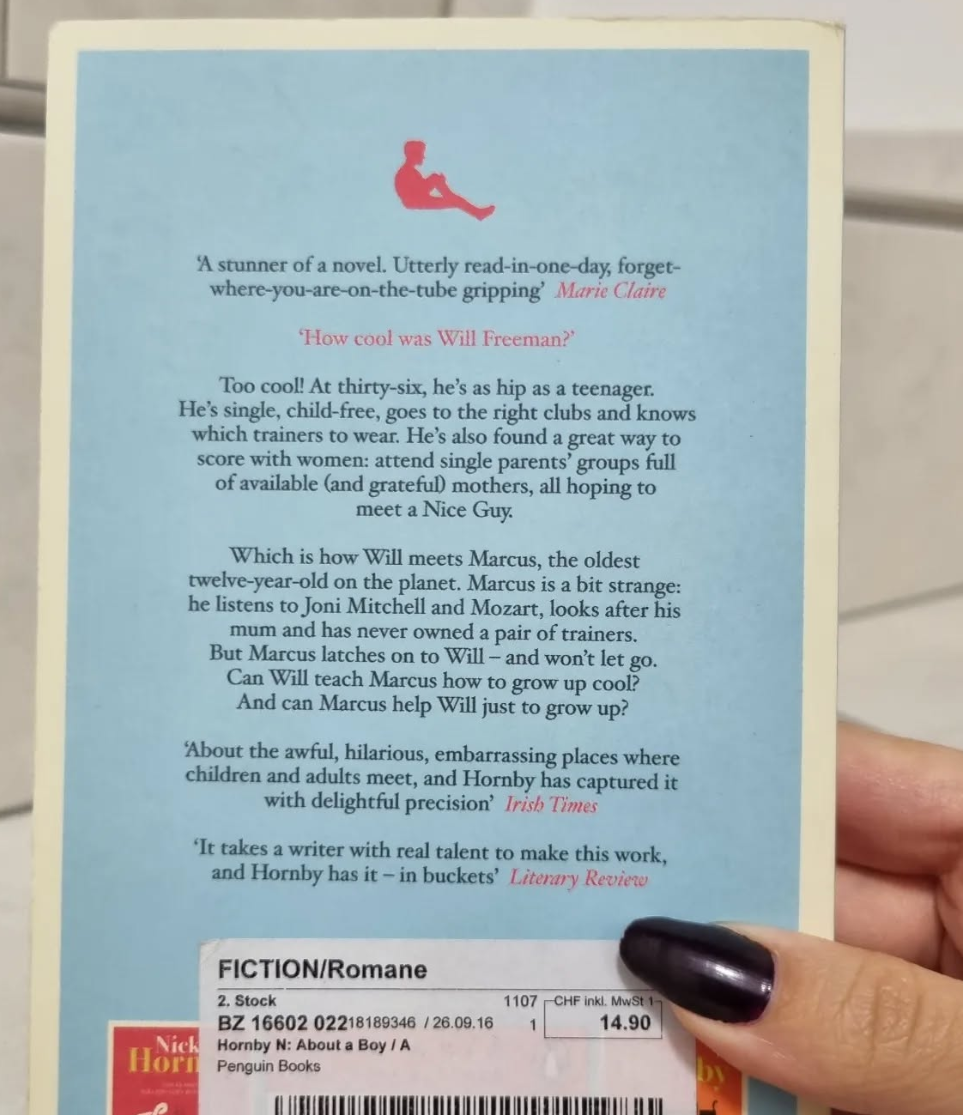 ‘A stunner of a novel. Utterly read-in-one-day, forget-
where-you-are-on-the-tube gripping’ Marie Claire
‘How cool was Will Freeman?’
Too cool! At thirty-six, he’s as hip as a teenager.
He’s single, child-free, goes to the right clubs and knows
which trainers to wear. He’s also found a great way to
score with women: attend single parents’ groups full
of available (and grateful) mothers, all hoping to
meet a Nice Guy.
Which is how Will meets Marcus, the oldest
twelve-year-old on the planet. Marcus is a bit strange:
he listens to Joni Mitchell and Mozart, looks after his
mum and has never owned a pair of trainers.
But Marcus latches on to Will – and won’t let go.
Can Will teach Marcus how to grow up cool?
And can Marcus help Will just to grow up?
‘About the awful, hilarious, embarrassing places where
children and adults meet, and Hornby has captured it
with delightful precision’ Irish Times
‘It takes a writer with real talent to make this work,
and Hornby has it – in buckets’ Literary Review
FICTION/Romane
2. Stock 1107 CHF inkl. MwSt 1
BZ 16602 02218189346 / 26.09.16 1 14.90
Hornby N: About a Boy / A
Penguin Books
Nick
Horn
by